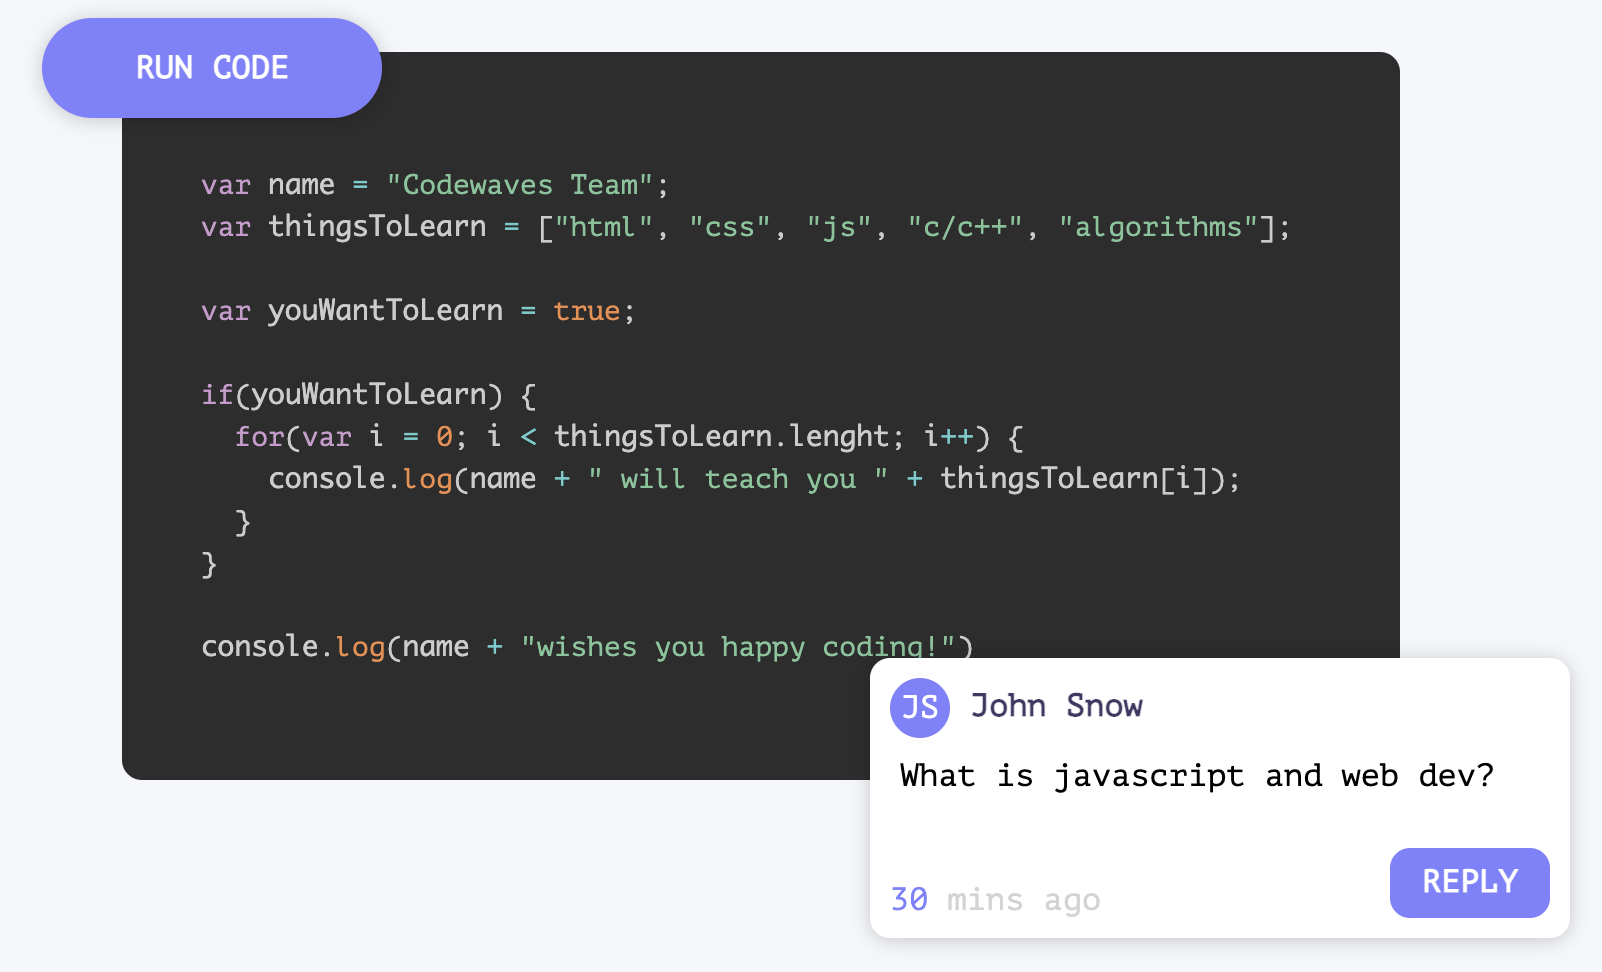 RUN CODE
var name = "Codewaves Team";
var thingsToLearn = ["html", "css", "js", "c/c++", "algorithms"];
var youWantToLearn = true;
if(youWantToLearn) {
for(var i = 0; i < thingsToLearn.lenght; i++) {
console.log(name + " will teach you " + thingsToLearn[i]);
}
}
console.log(name + "wishes you happy coding!")
JS John Snow
What is javascript and web dev?
30 mins ago
REPLY